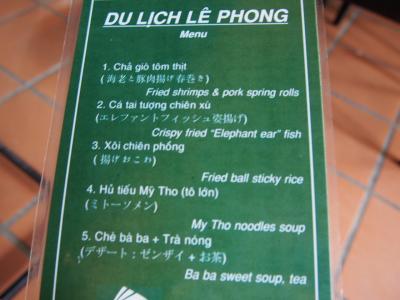 DU LỊCH LÊ PHONG
Menu
1. Chả giò tôm thịt
(海老と豚肉揚げ春巻き)
Fried shrimps & pork spring rolls
2. Cá tai tượng chiên xù
(エレファントフィッシュ姿揚げ)
Crispy fried "Elephant ear" fish
3. Xôi chiên phồng
(揚げおこわ)
Fried ball sticky rice
4. Hủ tiếu Mỹ Tho (tô lớn)
(ミトーソメン)
My Tho noodles soup
5. Chè bà ba + Trà nóng
(デザート：ゼンザイ + お茶)
Ba ba sweet soup, tea